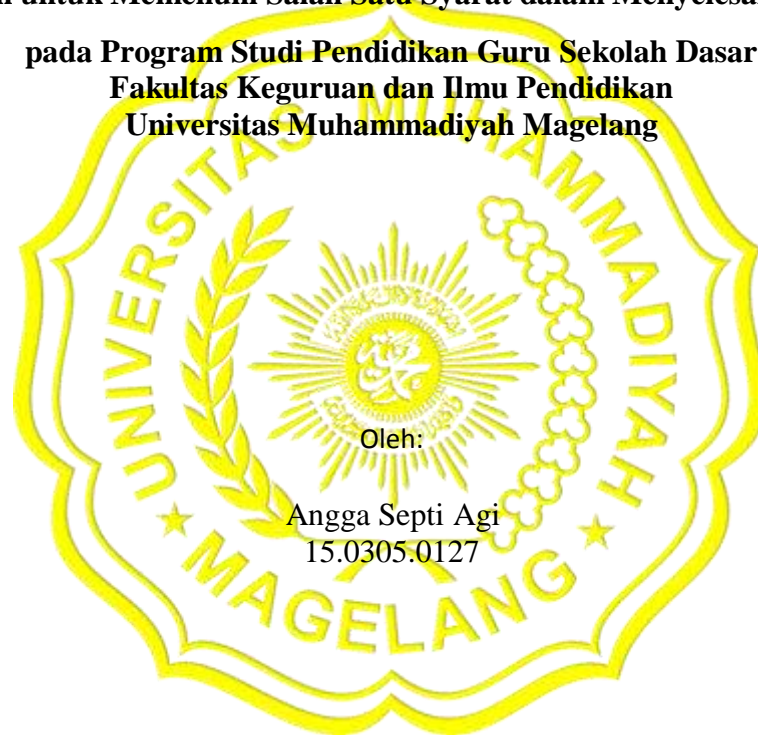 untuk Memenuhi Salah Satu Syarat dalam
pada Program Studi Pendidikan Guru Sekolah Dasar
Fakultas Keguruan dan Ilmu Pendidikan
Universitas Muhammadiyah Magelang
UNIVERSITAS MUHAMMADIYAH
MAGELANG
Oleh:
Angga Septi Agi
15.0305.0127